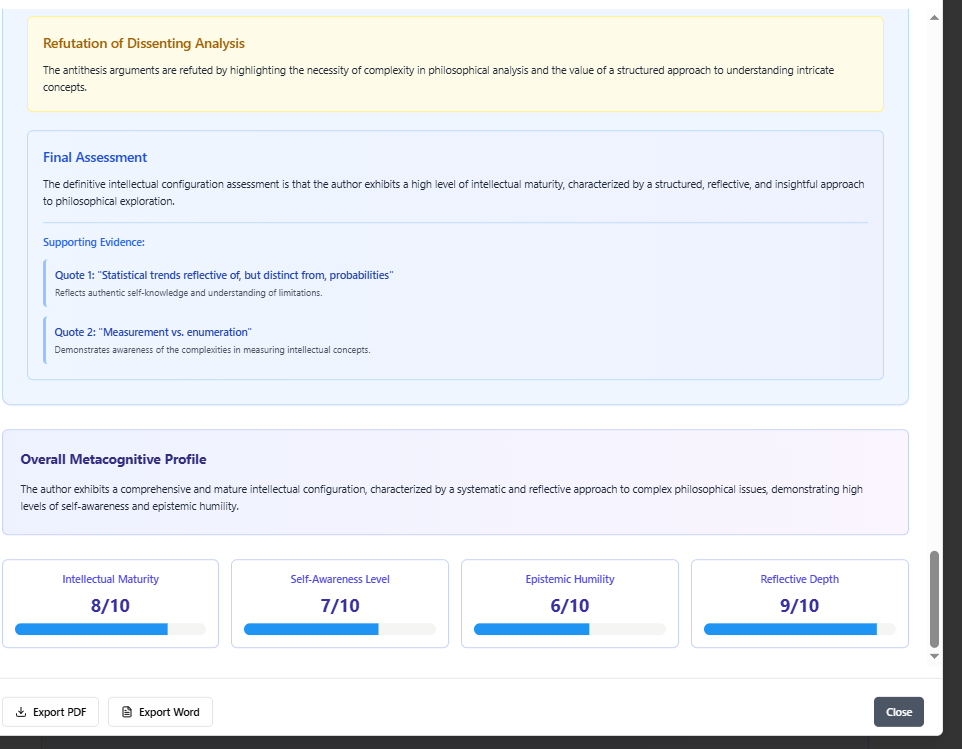 Refutation of Dissenting Analysis
The antithesis arguments are refuted by highlighting the necessity of complexity in philosophical analysis and the value of a structured approach to understanding intricate
concepts.
Final Assessment
The definitive intellectual configuration assessment is that the author exhibits a high level of intellectual maturity, characterized by a structured, reflective, and insightful approach
to philosophical exploration.
Supporting Evidence:
Quote 1: "Statistical trends reflective of, but distinct from, probabilities"
Reflects authentic self-knowledge and understanding of limitations.
Quote 2: "Measurement vs. enumeration"
Demonstrates awareness of the complexities in measuring intellectual concepts.
Overall Metacognitive Profile
The author exhibits a comprehensive and mature intellectual configuration, characterized by a systematic and reflective approach to complex philosophical issues, demonstrating high
levels of self-awareness and epistemic humility.
Intellectual Maturity
8/10
Self-Awareness Level
7/10
Epistemic Humility
6/10
Reflective Depth
9/10
Export PDF
Export Word
Close